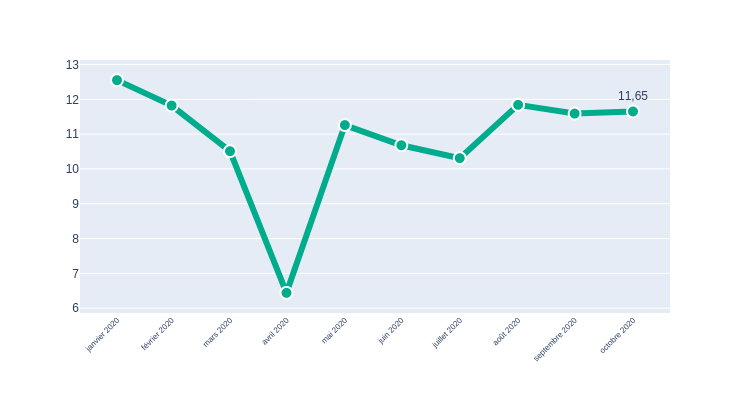 13
12
11
10
9
8
7
6
11,65
janvier 2020
février 2020
mars 2020
avril 2020
mai 2020
juin 2020
juillet 2020
août 2020
septembre 2020
octobre 2020